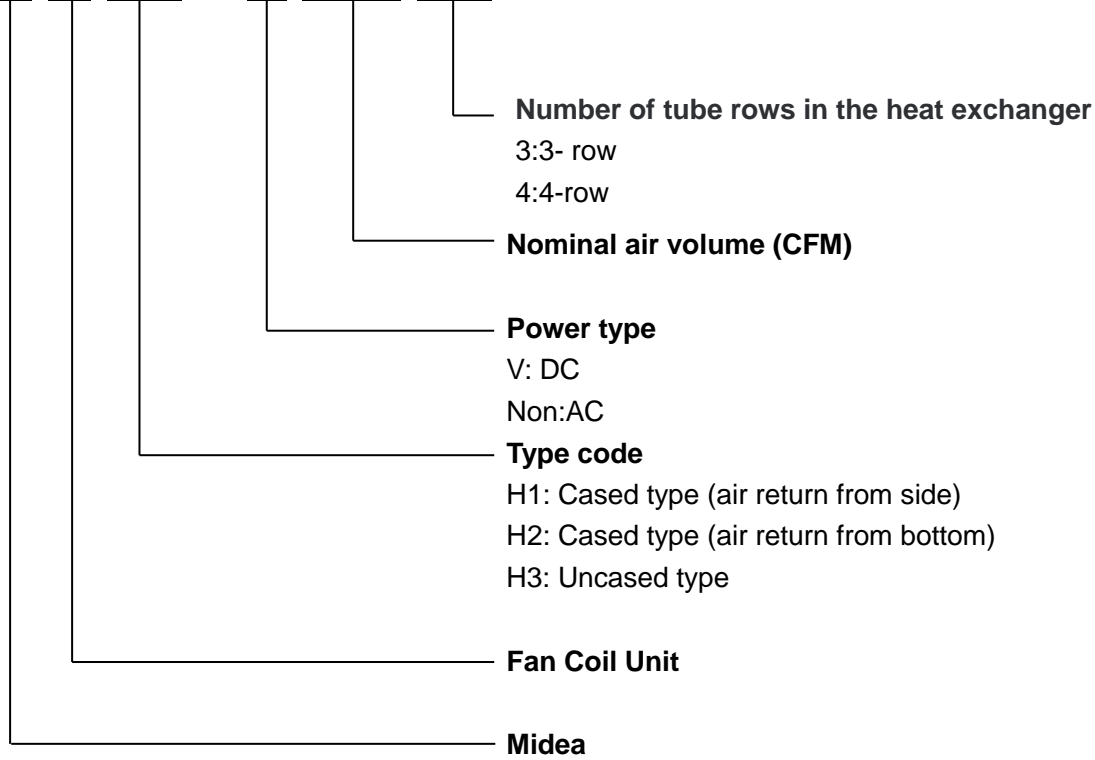 Number of tube rows in the heat exchanger
3:3- row
4:4-row
Nominal air volume (CFM)
Power type
V: DC
Non:AC
Type code
H1: Cased type (air return from side)
H2: Cased type (air return from bottom)
H3: Uncased type
Fan Coil Unit
Midea